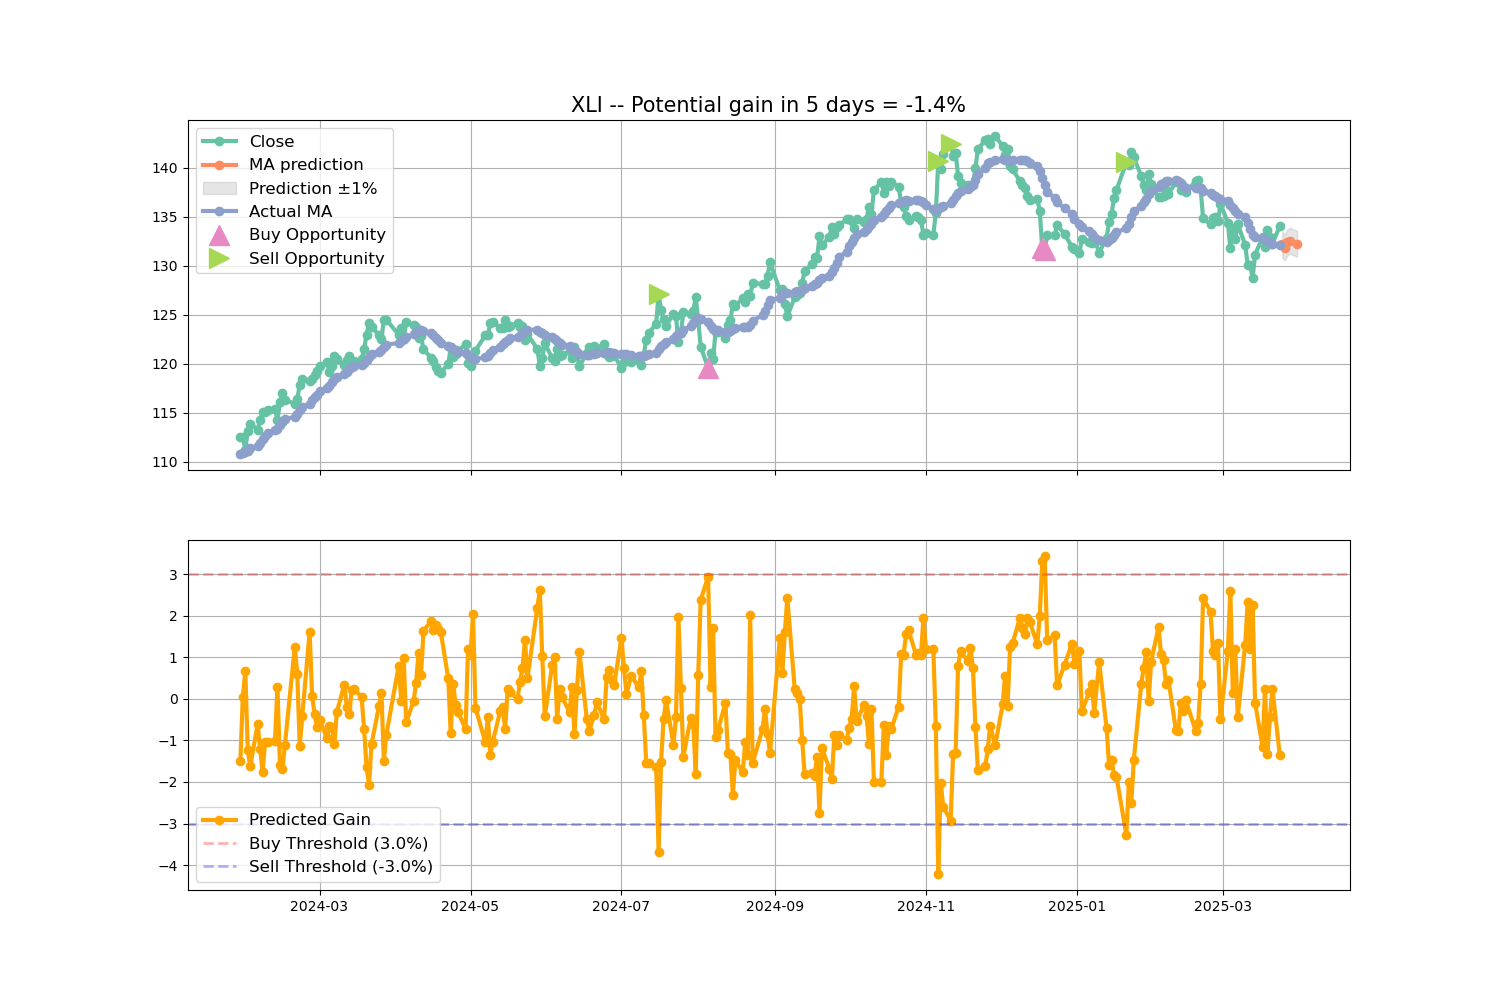 XLI -- Potential gain in 5 days = -1.4%
Close
MA prediction
Prediction ±1%
Actual MA
Buy Opportunity
Sell Opportunity
140
135
130
125
120
115
110
3
2
1
0
−1
−2
−3
−4
Predicted Gain
Buy Threshold (3.0%)
Sell Threshold (-3.0%)
2024-03
2024-05
2024-07
2024-09
2024-11
2025-01
2025-03